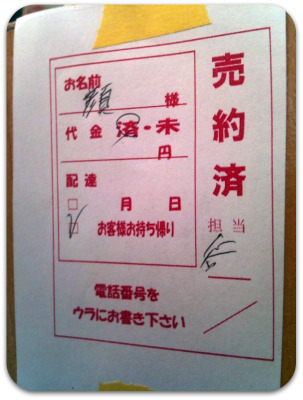 売約済
担当
お名前
顔 様
代金 済・未
円
配達
□ 月 日
□ お客様お持ち帰り
電話番号を
ウラにお書き下さい